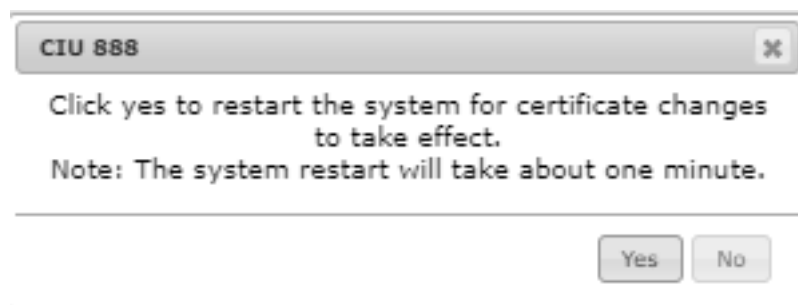 CIU 888
Click yes to restart the system for certificate changes
to take effect.
Note: The system restart will take about one minute.
Yes No